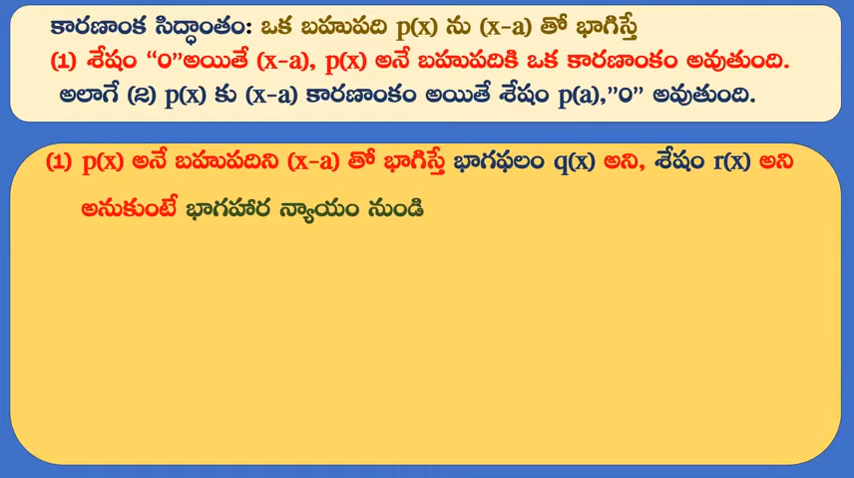 కారణాంక సిద్ధాంతం: ఒక బహుపది p(x) ను (x-a) తో భాగిస్తే
(1) శేషం “0”అయితే (x-a), p(x) అనే బహుపదికి ఒక కారణాంకం అవుతుంది.
అలాగే (2) p(x) కు (x-a) కారణాంకం అయితే శేషం p(a),”0” అవుతుంది.
(1) p(x) అనే బహుపదిని (x-a) తో భాగిస్తే భాగఫలం q(x) అని, శేషం r(x) అని
అనుకుంటే భాగహార న్యాయం నుండి